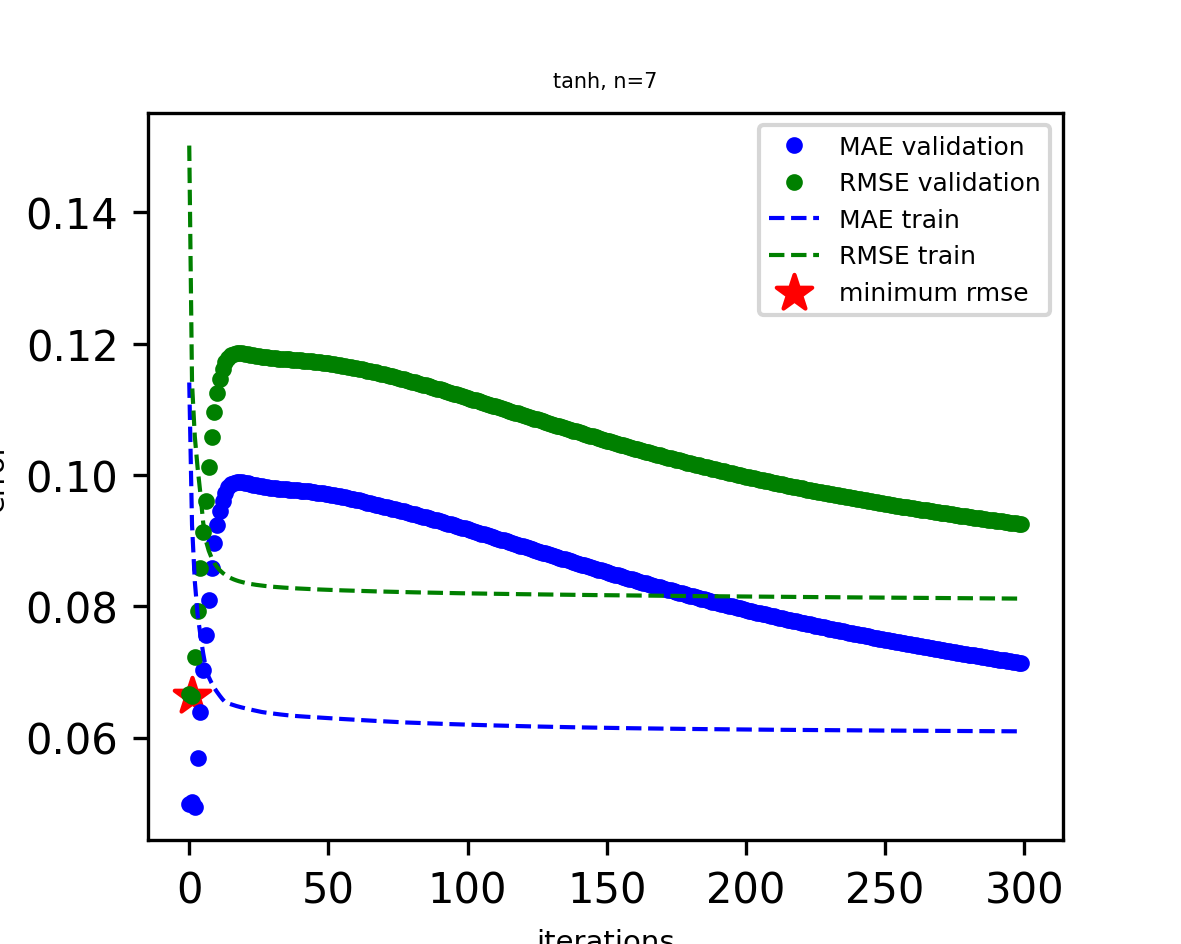 tanh, n=7
MAE validation
RMSE validation
MAE train
RMSE train
minimum rmse
0.14
0.12
0.10
0.08
0.06
0 50 100 150 200 250 300
iterations